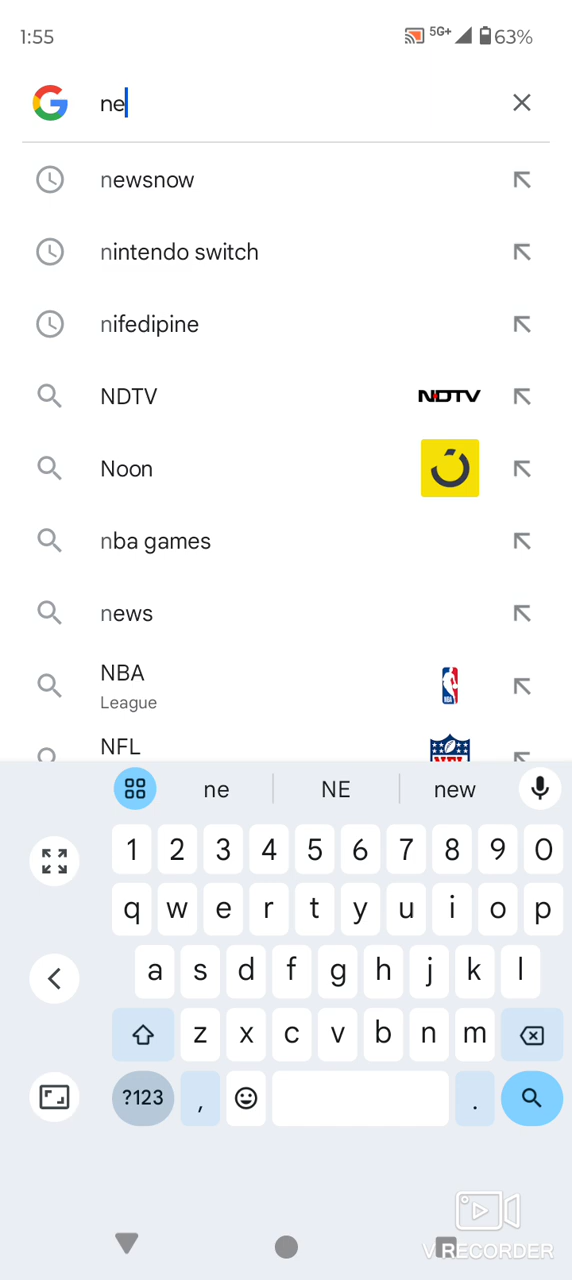 1:55 5G+ 63%
ne
newsnow
nintendo switch
nifedipine
NDTV NDTV
Noon
nba games
news
NBA
League
NFL
ne NE new
1 2 3 4 5 6 7 8 9 0
q w e r t y u i o p
a s d f g h j k l
z x c v b n m
?123 , .
VRECORDER